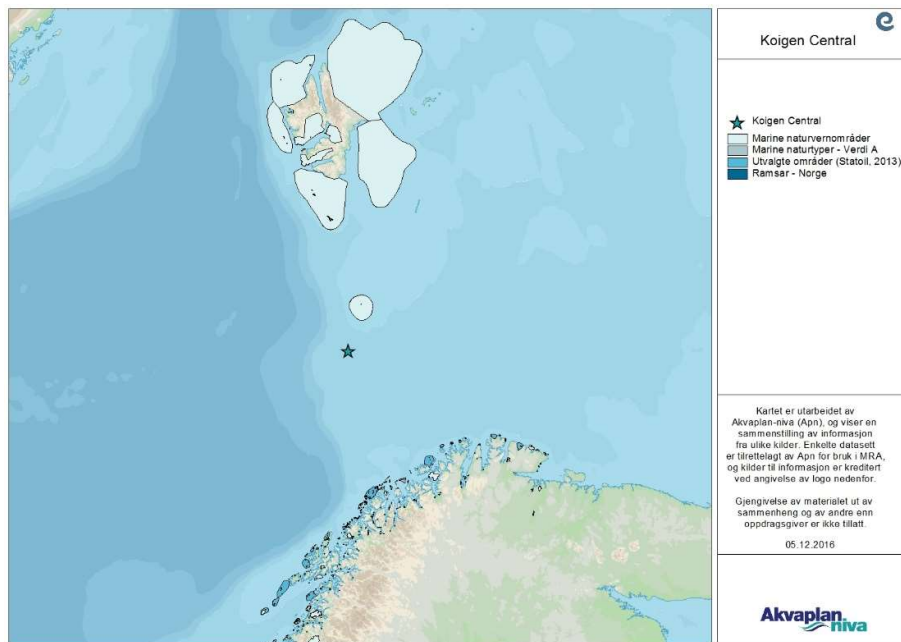 Koigen Central
Koigen Central
Marine naturvernområder
Marine naturtyper - Verdi A
Utvalgte områder (Statoil, 2013)
Ramsar - Norge
Kartet er utarbeidet av
Akvaplan-niva (Apn), og viser en
sammenstilling av informasjon
fra ulike kilder. Enkelte datasett
er tilrettelagt av Apn for bruk i MRA,
og kilder til informasjon er kreditert
ved angivelse av logo nedenfor.
Gjengivelse av materialet ut av
sammenheng og av andre enn
oppdragsgiver er ikke tillatt.
05.12.2016
Akvaplan
niva